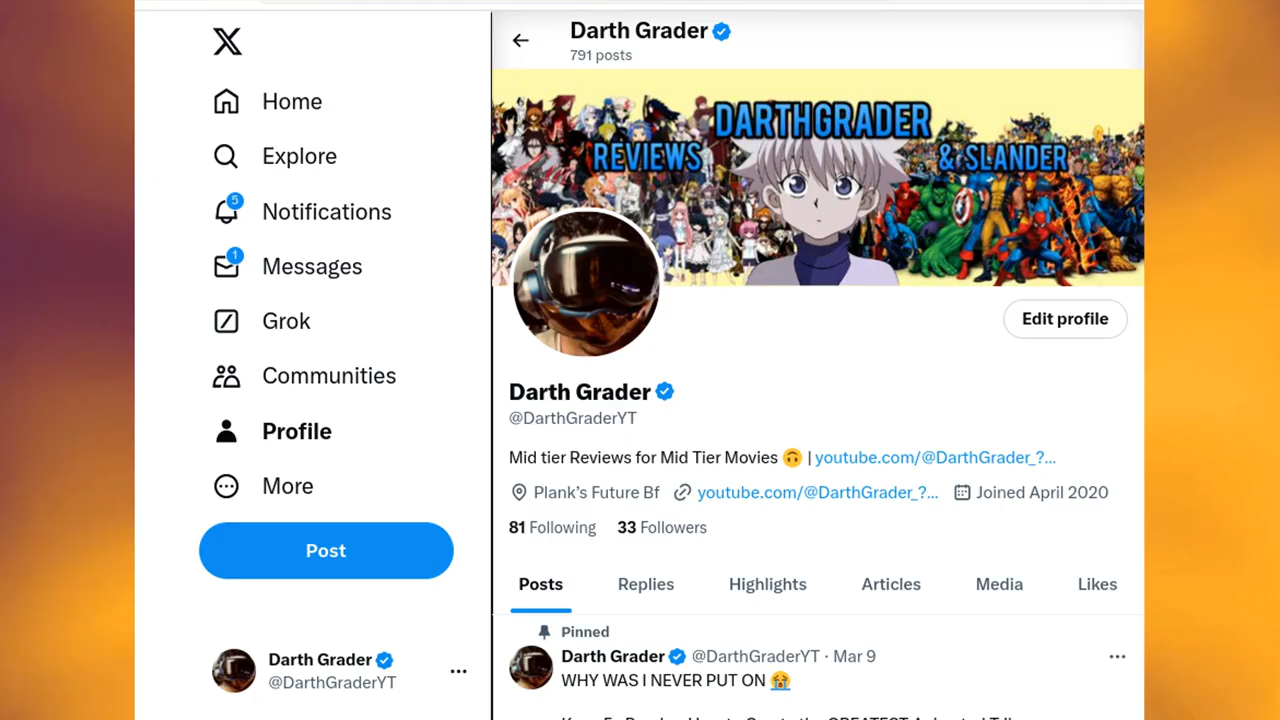 Darth Grader
791 posts
Home
Explore
5
Notifications
1
Messages
Grok
Communities
Profile
More
Post
Darth Grader
@DarthGraderYT
DARTHGRADER
REVIEWS & SLANDER
Edit profile
Darth Grader
@DarthGraderYT
Mid tier Reviews for Mid Tier Movies 🙃 | youtube.com/@DarthGrader_?...
Plank's Future Bf youtube.com/@DarthGrader_?... Joined April 2020
81 Following 33 Followers
Posts Replies Highlights Articles Media Likes
Pinned
Darth Grader @DarthGraderYT · Mar 9
WHY WAS I NEVER PUT ON 😭